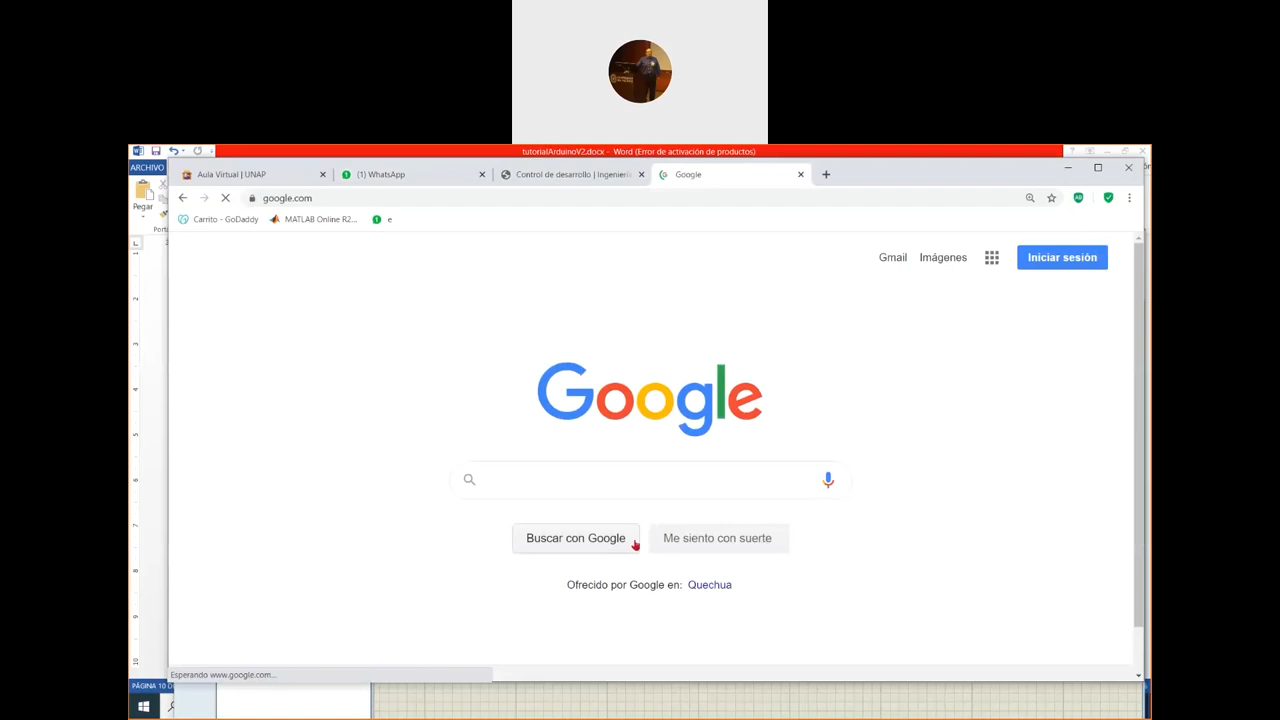 tutorialArduinoV2.docx - Word (Error de activación de productos)
ARCHIVO
Pegar
Aula Virtual | UNAP
(1) WhatsApp
Control de desarrollo | Ingenierí
Google
google.com
Carrito - GoDaddy
MATLAB Online R2...
e
Gmail
Imágenes
Iniciar sesión
Google
Buscar con Google
Me siento con suerte
Ofrecido por Google en: Quechua
Esperando www.google.com...
PÁGINA 10 D